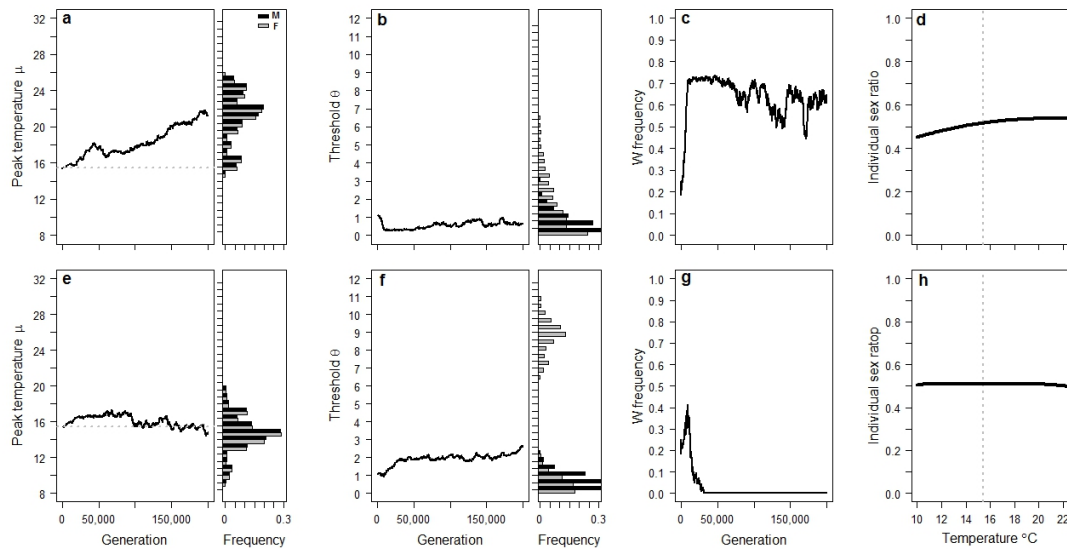 a
M
F
Peak temperature μ
32
28
24
20
16
12
8
b
Threshold θ
12
11
10
9
8
7
6
5
4
3
2
1
0
c
W frequency
1.0
0.9
0.8
0.7
0.6
0.5
0.4
0.3
0.2
0.1
0.0
d
Individual sex ratio
1.0
0.8
0.6
0.4
0.2
0.0
e
Peak temperature μ
32
28
24
20
16
12
8
0 50,000 150,000
Generation
0 0.3
Frequency
f
Threshold θ
12
11
10
9
8
7
6
5
4
3
2
1
0
0 50,000 150,000
Generation
0 0.3
Frequency
g
W frequency
1.0
0.9
0.8
0.7
0.6
0.5
0.4
0.3
0.2
0.1
0.0
0 50,000 150,000
Generation
h
Individual sex ratop
1.0
0.8
0.6
0.4
0.2
0.0
10 12 14 16 18 20 22
Temperature °C